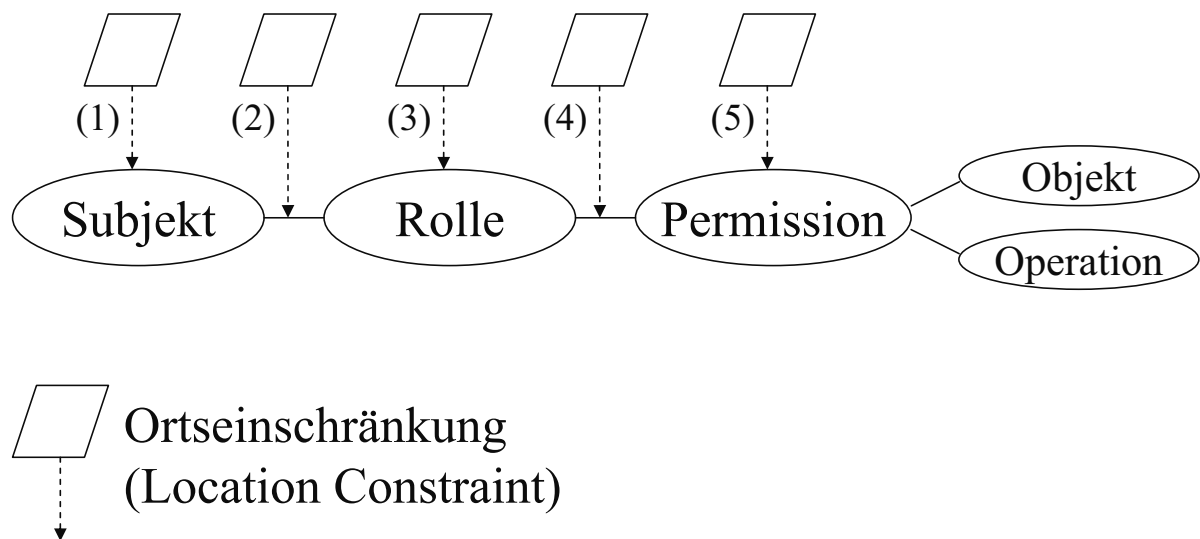 (1) (2) (3) (4) (5)
Subjekt Rolle Permission
Objekt
Operation
Ortseinschränkung
(Location Constraint)